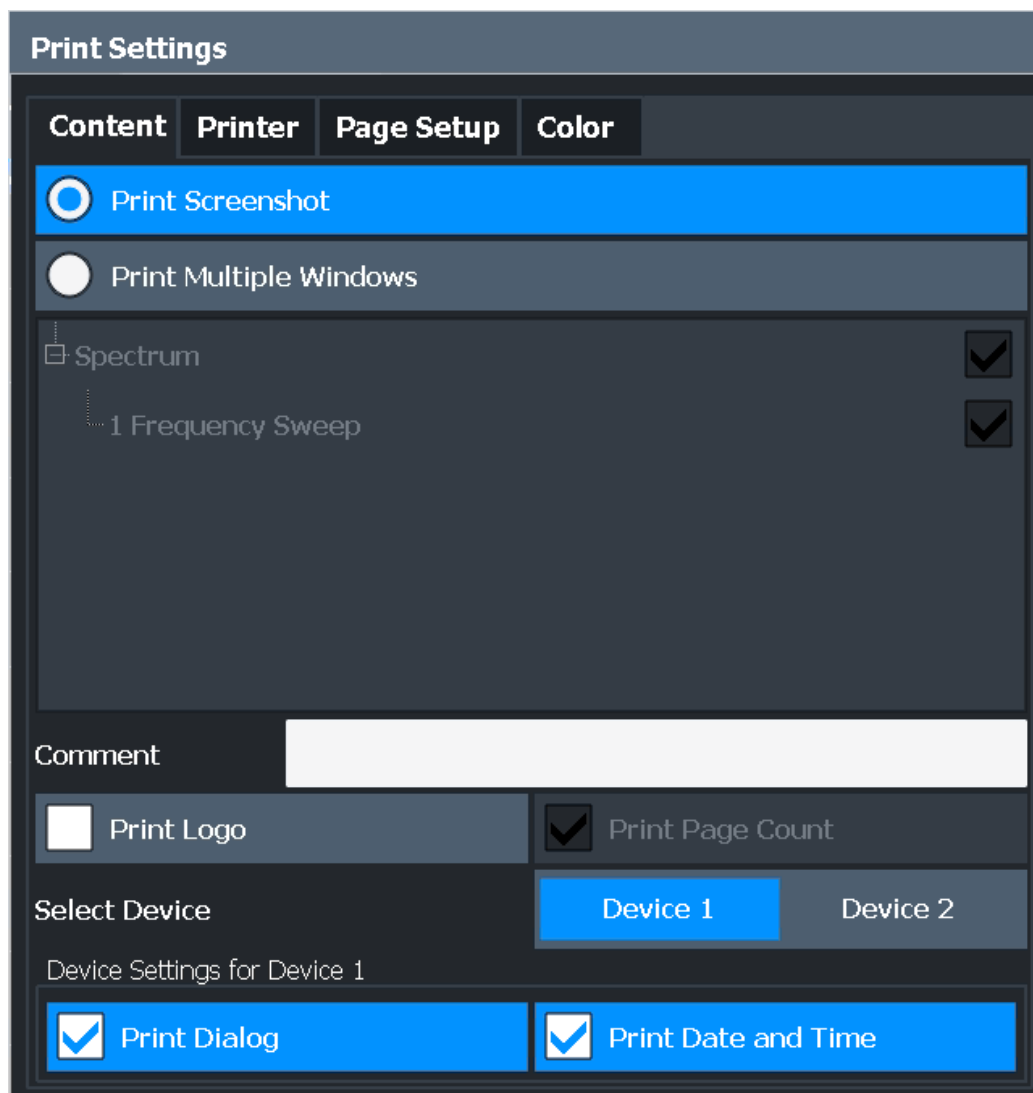 Print Settings
Content Printer Page Setup Color
Print Screenshot
Print Multiple Windows
Spectrum
1 Frequency Sweep
Comment
Print Logo Print Page Count
Select Device Device 1 Device 2
Device Settings for Device 1
Print Dialog Print Date and Time